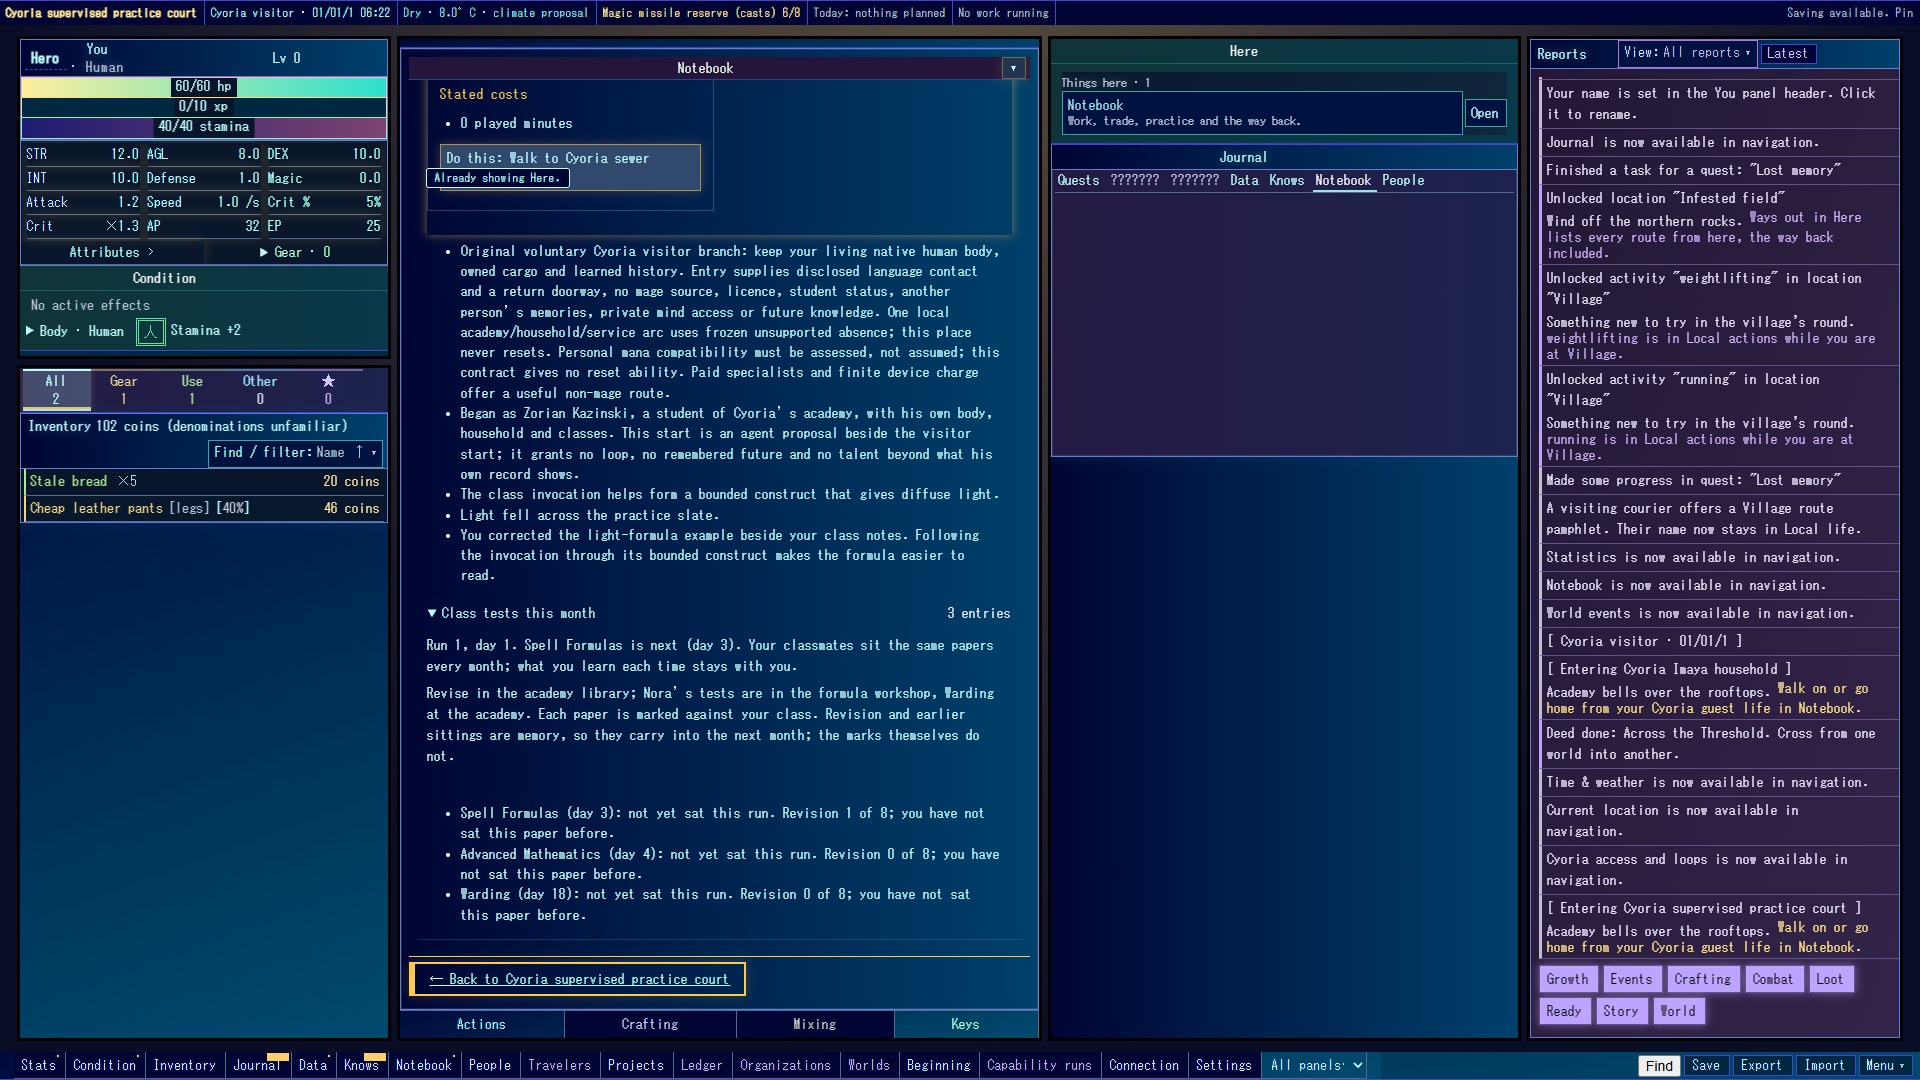 Cyoria supervised practice court
Cyoria visitor · 01/01/1 06:22
Dry · 8.0° C · climate proposal
Magic missile reserve (casts) 6/8
Today: nothing planned
No work running
Saving available. Pin
Hero · You
Human
Lv 0
60/60 hp
0/10 xp
40/40 stamina
STR 12.0 AGL 8.0 DEX 10.0
INT 10.0 Defense 1.0 Magic 0.0
Attack 1.2 Speed 1.0 /s Crit % 5%
Crit ×1.3 AP 32 EP 25
Attributes >
▶ Gear · 0
Condition
No active effects
▶ Body · Human 人 Stamina +2
All Gear Use Other ★
2 1 1 0 0
Inventory 102 coins (denominations unfamiliar)
Find / filter: Name ↑ ▾
Stale bread ×5 20 coins
Cheap leather pants [legs] [40%] 46 coins
Notebook
▾
Stated costs
• 0 played minutes
Do this: Walk to Cyoria sewer
Already showing Here.
• Original voluntary Cyoria visitor branch: keep your living native human body,
owned cargo and learned history. Entry supplies disclosed language contact
and a return doorway, no mage source, licence, student status, another
person's memories, private mind access or future knowledge. One local
academy/household/service arc uses frozen unsupported absence; this place
never resets. Personal mana compatibility must be assessed, not assumed; this
contract gives no reset ability. Paid specialists and finite device charge
offer a useful non-mage route.
• Began as Zorian Kazinski, a student of Cyoria's academy, with his own body,
household and classes. This start is an agent proposal beside the visitor
start; it grants no loop, no remembered future and no talent beyond what his
own record shows.
• The class invocation helps form a bounded construct that gives diffuse light.
• Light fell across the practice slate.
• You corrected the light-formula example beside your class notes. Following
the invocation through its bounded construct makes the formula easier to
read.
▼ Class tests this month 3 entries
Run 1, day 1. Spell Formulas is next (day 3). Your classmates sit the same papers
every month; what you learn each time stays with you.
Revise in the academy library; Nora's tests are in the formula workshop, Warding
at the academy. Each paper is marked against your class. Revision and earlier
sittings are memory, so they carry into the next month; the marks themselves do
not.
• Spell Formulas (day 3): not yet sat this run. Revision 1 of 8; you have not
sat this paper before.
• Advanced Mathematics (day 4): not yet sat this run. Revision 0 of 8; you have
not sat this paper before.
• Warding (day 18): not yet sat this run. Revision 0 of 8; you have not sat
this paper before.
← Back to Cyoria supervised practice court
Actions
Crafting
Mixing
Keys
Here
Things here · 1
Notebook
Work, trade, practice and the way back.
Open
Journal
Quests ??????? ??????? Data Knows Notebook People
Reports
View: All reports ▾
Latest
Your name is set in the You panel header. Click
it to rename.
Journal is now available in navigation.
Finished a task for a quest: "Lost memory"
Unlocked location "Infested field"
Wind off the northern rocks. Ways out in Here
lists every route from here, the way back
included.
Unlocked activity "weightlifting" in location
"Village"
Something new to try in the village's round.
weightlifting is in Local actions while you are
at Village.
Unlocked activity "running" in location
"Village"
Something new to try in the village's round.
running is in Local actions while you are at
Village.
Made some progress in quest: "Lost memory"
A visiting courier offers a Village route
pamphlet. Their name now stays in Local life.
Statistics is now available in navigation.
Notebook is now available in navigation.
World events is now available in navigation.
[ Cyoria visitor · 01/01/1 ]
[ Entering Cyoria Imaya household ]
Academy bells over the rooftops. Walk on or go
home from your Cyoria guest life in Notebook.
Deed done: Across the Threshold. Cross from one
world into another.
Time & weather is now available in navigation.
Current location is now available in
navigation.
Cyoria access and loops is now available in
navigation.
[ Entering Cyoria supervised practice court ]
Academy bells over the rooftops. Walk on or go
home from your Cyoria guest life in Notebook.
Growth Events Crafting Combat Loot
Ready Story World
Stats Condition Inventory Journal Data Knows Notebook People Travelers Projects Ledger Organizations Worlds Beginning Capability runs Connection Settings All panels
Find Save Export Import Menu ▾